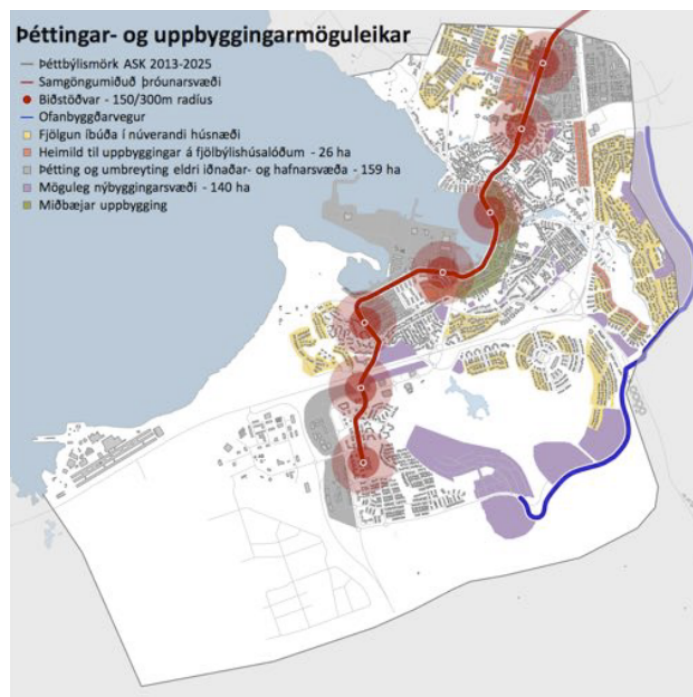 Þéttingar- og uppbyggingarmöguleikar
Þéttbýlismörk ASK 2013-2025
Samgöngumiðuð þróunarsvæði
Biðstöðvar - 150/300m radíus
Ofanbyggðarvegur
Fjölgun íbúða í núverandi húsnæði
Heimild til uppbyggingar á fjölbýlishúsalóðum - 26 ha
Þétting og umbreyting eldri iðnaðar- og hafnarsvæða - 159 ha
Möguleg nýbyggingarsvæði - 140 ha
Miðbæjar uppbygging